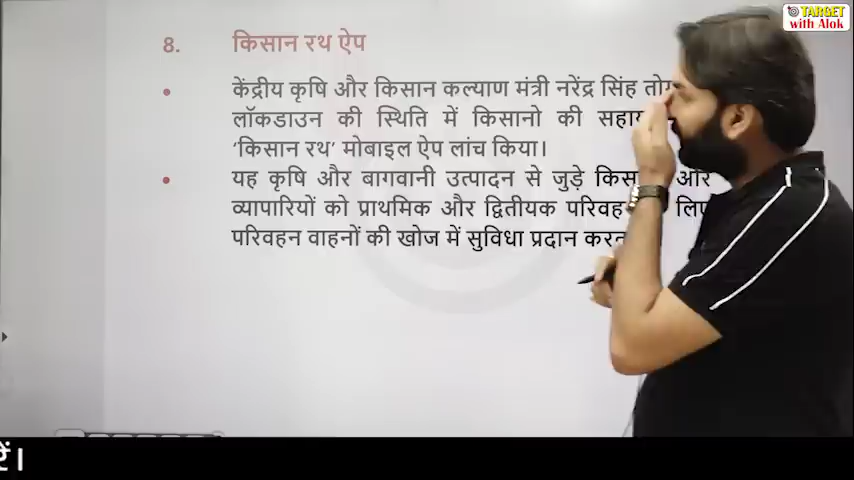 TARGET
with Alok
8. किसान रथ ऐप
• केंद्रीय कृषि और किसान कल्याण मंत्री नरेंद्र सिंह
लॉकडाउन की स्थिति में किसानो की
'किसान रथ' मोबाइल ऐप लांच किया।
• यह कृषि और बागवानी उत्पादन से जुड़े और
व्यापारियों को प्राथमिक और द्वितीयक
परिवहन वाहनों की खोज में सुविधा प्रदान